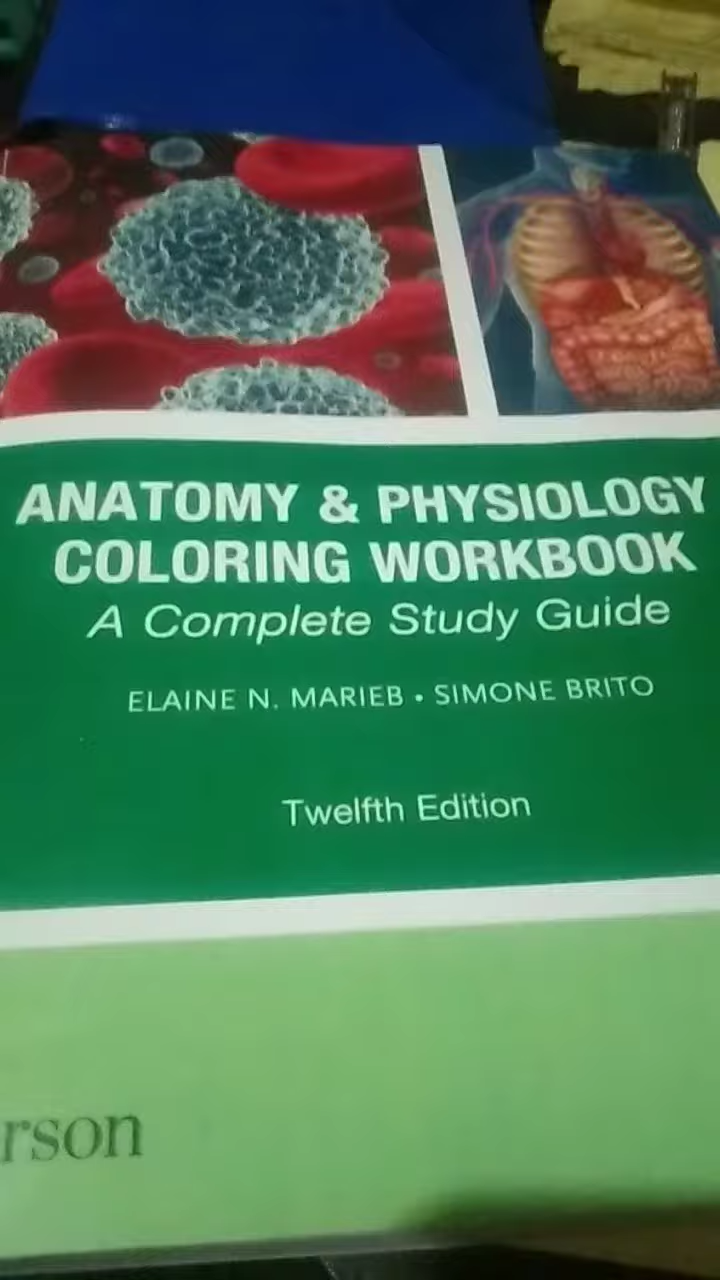 ANATOMY & PHYSIOLOGY
COLORING WORKBOOK
A Complete Study Guide
ELAINE N. MARIEB • SIMONE BRITO
Twelfth Edition
rson